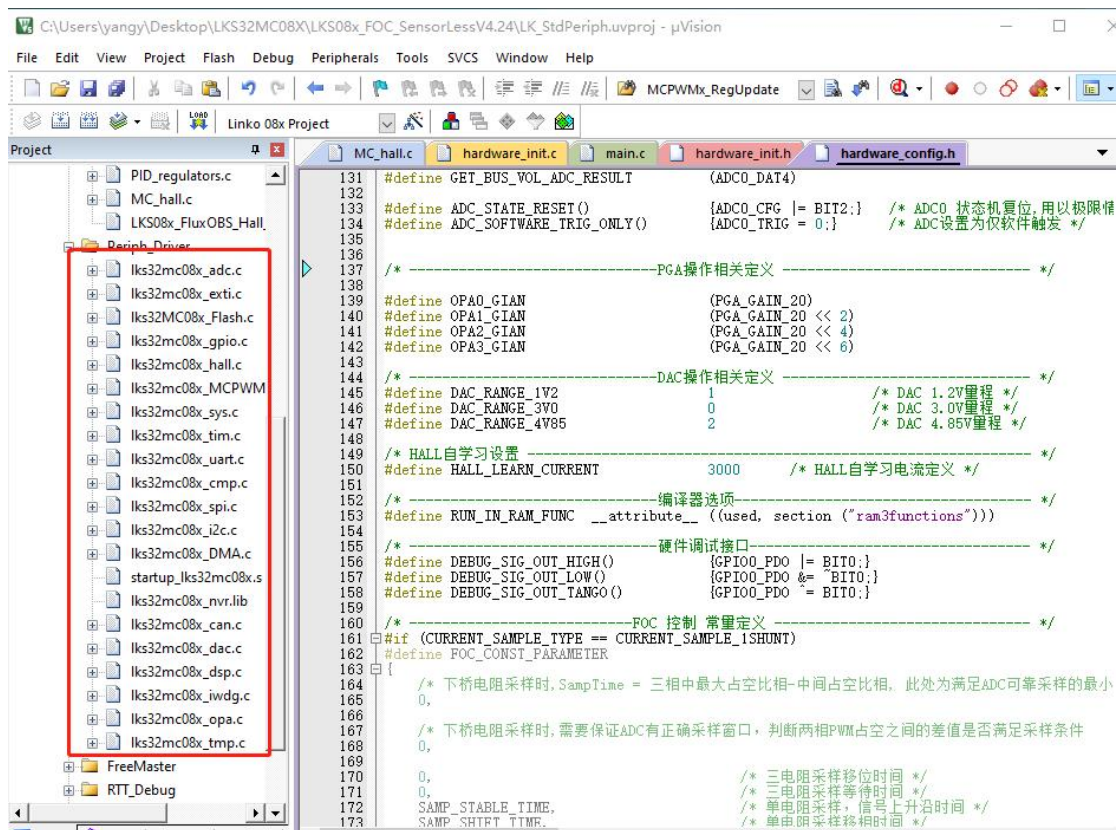 C:\Users\yangy\Desktop\LKS32MC08X\LKS08x_FOC_SensorLessV4.24\LK_StdPeriph.uvproj - µVision
File Edit View Project Flash Debug Peripherals Tools SVCS Window Help
MCPWMx_RegUpdate
LOAD Linko 08x Project
Project
MC_hall.c hardware_init.c main.c hardware_init.h hardware_config.h
PID_regulators.c
MC_hall.c
LKS08x_FluxOBS_Hall_
Periph_Driver
lks32mc08x_adc.c
lks32mc08x_exti.c
lks32MC08x_Flash.c
lks32mc08x_gpio.c
lks32mc08x_hall.c
lks32mc08x_MCPWM
lks32mc08x_sys.c
lks32mc08x_tim.c
lks32mc08x_uart.c
lks32mc08x_cmp.c
lks32mc08x_spi.c
lks32mc08x_i2c.c
lks32mc08x_DMA.c
startup_lks32mc08x.s
lks32mc08x_nvr.lib
lks32mc08x_can.c
lks32mc08x_dac.c
lks32mc08x_dsp.c
lks32mc08x_iwdg.c
lks32mc08x_opa.c
lks32mc08x_tmp.c
FreeMaster
RTT_Debug
131 #define GET_BUS_VOL_ADC_RESULT (ADC0_DAT4)
132
133 #define ADC_STATE_RESET() {ADC0_CFG |= BIT2;} /* ADC0 状态机复位,用以极限情
134 #define ADC_SOFTWARE_TRIG_ONLY() {ADC0_TRIG = 0;} /* ADC设置为仅软件触发 */
135
136
137 /* ------------------------------PGA操作相关定义 ------------------------------ */
138
139 #define OPA0_GIAN (PGA_GAIN_20)
140 #define OPA1_GIAN (PGA_GAIN_20 << 2)
141 #define OPA2_GIAN (PGA_GAIN_20 << 4)
142 #define OPA3_GIAN (PGA_GAIN_20 << 6)
143
144 /* ------------------------------DAC操作相关定义 ------------------------------ */
145 #define DAC_RANGE_1V2 1 /* DAC 1.2V量程 */
146 #define DAC_RANGE_3V0 0 /* DAC 3.0V量程 */
147 #define DAC_RANGE_4V85 2 /* DAC 4.85V量程 */
148
149 /* HALL自学习设置 ------------------------------------------------------------ */
150 #define HALL_LEARN_CURRENT 3000 /* HALL自学习电流定义 */
151
152 /* ------------------------------编译器选项------------------------------------ */
153 #define RUN_IN_RAM_FUNC __attribute__ ((used, section ("ram3functions")))
154
155 /* ------------------------------硬件调试接口---------------------------------- */
156 #define DEBUG_SIG_OUT_HIGH() {GPIO0_PDO |= BIT0;}
157 #define DEBUG_SIG_OUT_LOW() {GPIO0_PDO &= ~BIT0;}
158 #define DEBUG_SIG_OUT_TANGO() {GPIO0_PDO ^= BIT0;}
159
160 /* ---------------------------FOC 控制 常量定义 ------------------------------- */
161 #if (CURRENT_SAMPLE_TYPE == CURRENT_SAMPLE_1SHUNT)
162 #define FOC_CONST_PARAMETER
163 {
164 /* 下桥电阻采样时,SampTime = 三相中最大占空比相-中间占空比相, 此处为满足ADC可靠采样的最小
165 0,
166
167 /* 下桥电阻采样时,需要保证ADC有正确采样窗口，判断两相PWM占空之间的差值是否满足采样条件
168 0,
169
170 0, /* 三电阻采样移位时间 */
171 0, /* 三电阻采样等待时间 */
172 SAMP_STABLE_TIME, /* 单电阻采样，信号上升沿时间 */
173 SAMP_SHIFT_TIME, /* 单电阻采样移相时间 */